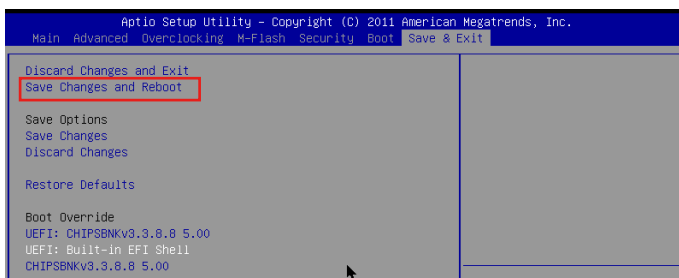 Aptio Setup Utility – Copyright (C) 2011 American Megatrends, Inc.
Main Advanced Overclocking M-Flash Security Boot Save & Exit
Discard Changes and Exit
Save Changes and Reboot
Save Options
Save Changes
Discard Changes
Restore Defaults
Boot Override
UEFI: CHIPSBNKv3.3.8.8 5.00
UEFI: Built-in EFI Shell
CHIPSBNKv3.3.8.8 5.00